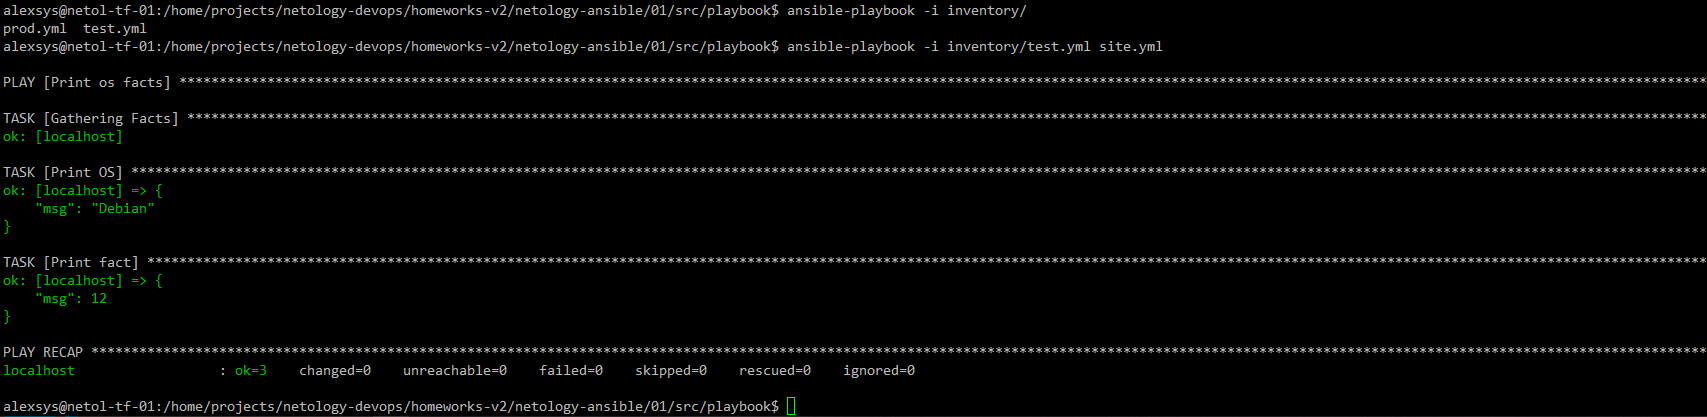 alexsys@netol-tf-01:/home/projects/netology-devops/homeworks-v2/netology-ansible/01/src/playbook$ ansible-playbook -i inventory/
prod.yml  test.yml
alexsys@netol-tf-01:/home/projects/netology-devops/homeworks-v2/netology-ansible/01/src/playbook$ ansible-playbook -i inventory/test.yml site.yml
PLAY [Print os facts] ***********************************************************************************************************************************************************************************************
TASK [Gathering Facts] **********************************************************************************************************************************************************************************************
ok: [localhost]
TASK [Print OS] *****************************************************************************************************************************************************************************************************
ok: [localhost] => {
    "msg": "Debian"
}
TASK [Print fact] ***************************************************************************************************************************************************************************************************
ok: [localhost] => {
    "msg": 12
}
PLAY RECAP **********************************************************************************************************************************************************************************************************
localhost                  : ok=3    changed=0    unreachable=0    failed=0    skipped=0    rescued=0    ignored=0
alexsys@netol-tf-01:/home/projects/netology-devops/homeworks-v2/netology-ansible/01/src/playbook$